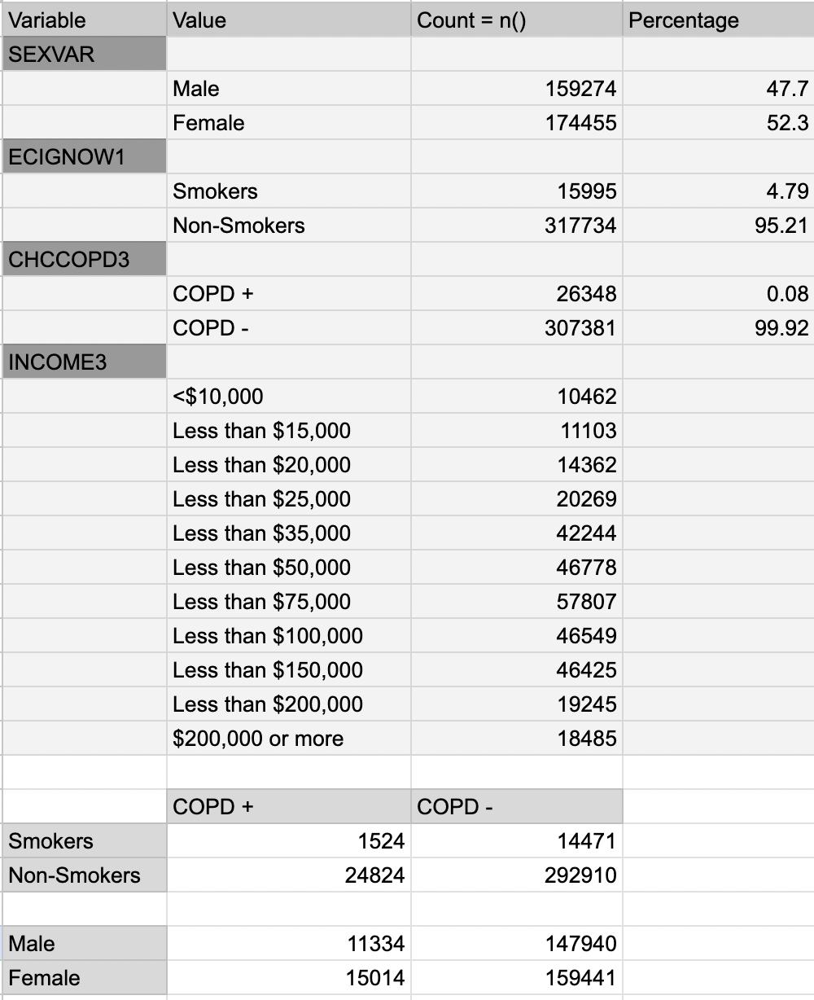 Variable Value Count = n() Percentage
SEXVAR
Male 159274 47.7
Female 174455 52.3
ECIGNOW1
Smokers 15995 4.79
Non-Smokers 317734 95.21
CHCCOPD3
COPD + 26348 0.08
COPD - 307381 99.92
INCOME3
<$10,000 10462
Less than $15,000 11103
Less than $20,000 14362
Less than $25,000 20269
Less than $35,000 42244
Less than $50,000 46778
Less than $75,000 57807
Less than $100,000 46549
Less than $150,000 46425
Less than $200,000 19245
$200,000 or more 18485
COPD + COPD -
Smokers 1524 14471
Non-Smokers 24824 292910
Male 11334 147940
Female 15014 159441